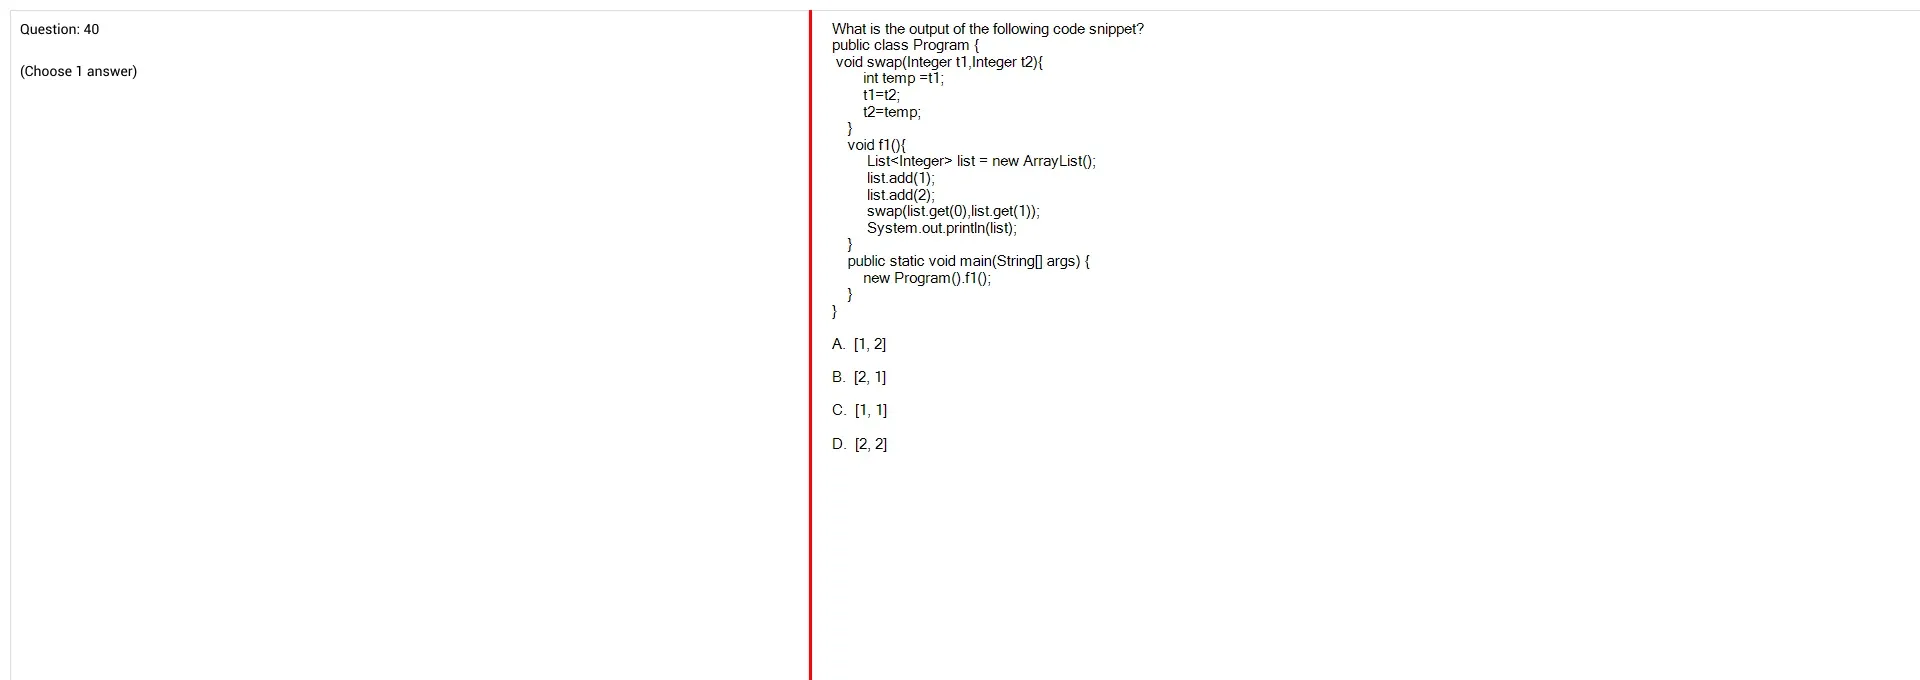 Question: 40
(Choose 1 answer)
What is the output of the following code snippet?
public class Program {
void swap(Integer t1,Integer t2){
int temp =t1;
t1=t2;
t2=temp;
}
void f1(){
List<Integer> list = new ArrayList();
list.add(1);
list.add(2);
swap(list.get(0),list.get(1));
System.out.println(list);
}
public static void main(String[] args) {
new Program().f1();
}
}
A. [1, 2]
B. [2, 1]
C. [1, 1]
D. [2, 2]